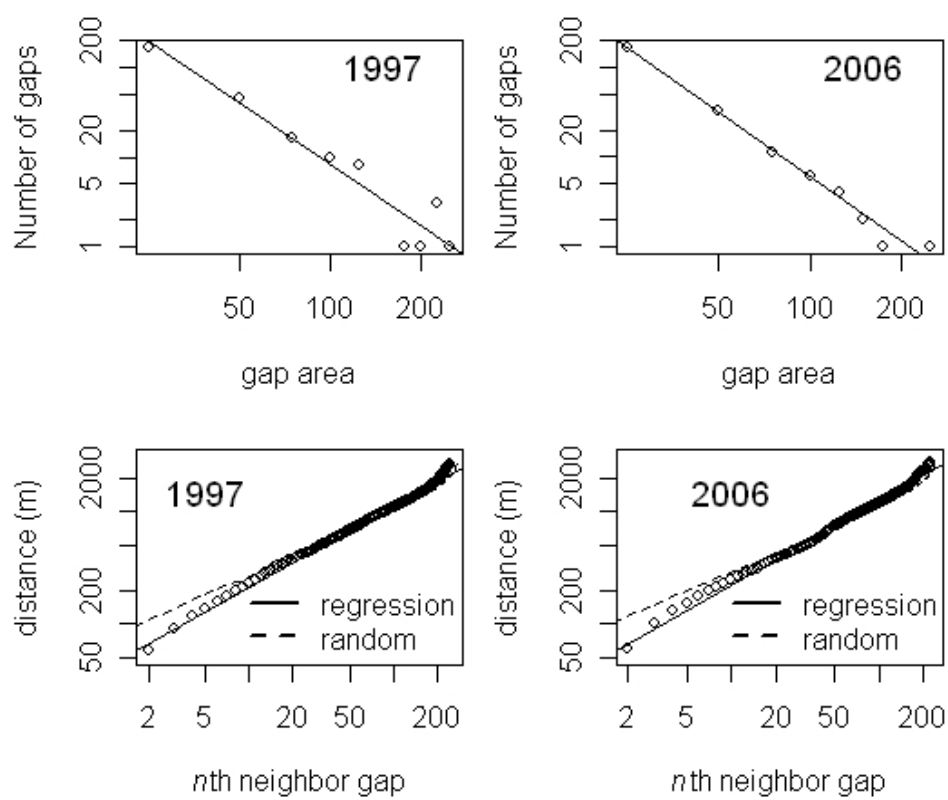 Number of gaps
200
20
5
1
1997
50 100 200
gap area
Number of gaps
200
20
5
1
2006
50 100 200
gap area
distance (m)
2000
200
50
1997
regression
random
2 5 20 50 200
nth neighbor gap
distance (m)
2000
200
50
2006
regression
random
2 5 20 50 200
nth neighbor gap